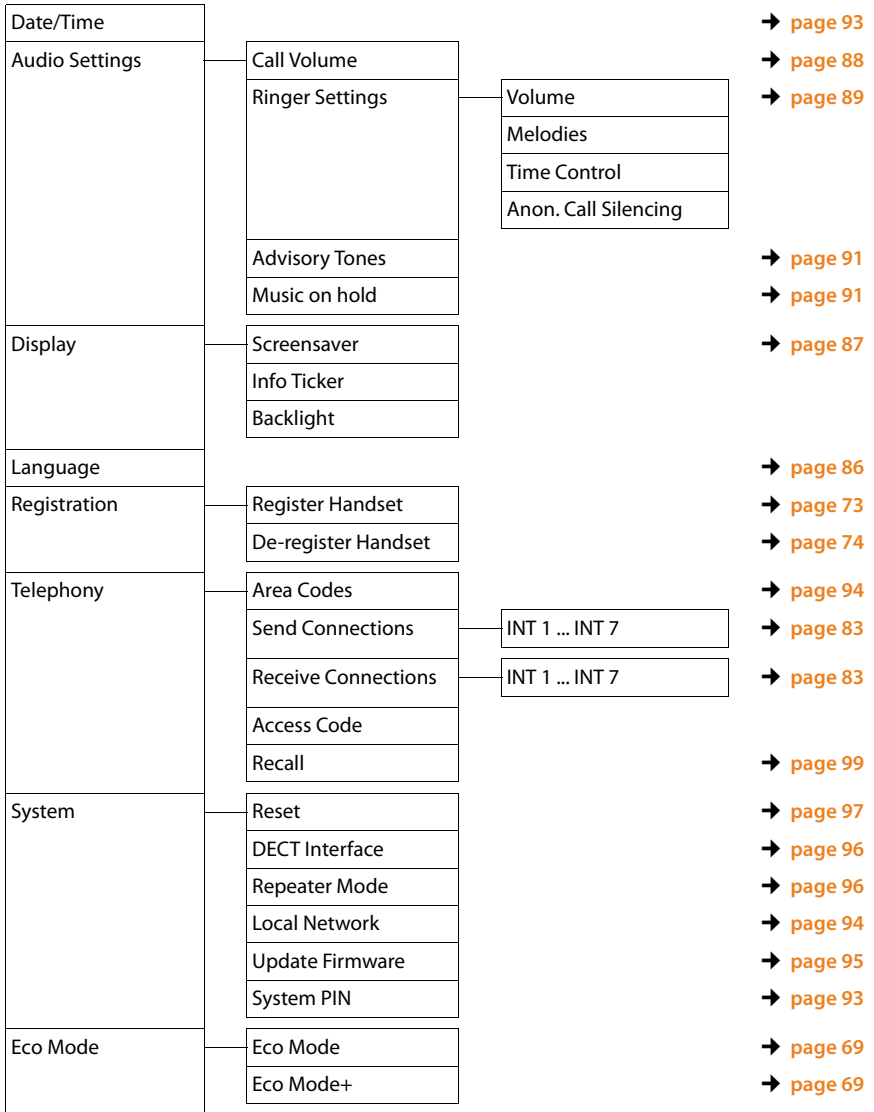 Date/Time ➔ page 93
Audio Settings Call Volume ➔ page 88
Ringer Settings Volume ➔ page 89
Melodies
Time Control
Anon. Call Silencing
Advisory Tones ➔ page 91
Music on hold ➔ page 91
Display Screensaver ➔ page 87
Info Ticker
Backlight
Language ➔ page 86
Registration Register Handset ➔ page 73
De-register Handset ➔ page 74
Telephony Area Codes ➔ page 94
Send Connections INT 1 ... INT 7 ➔ page 83
Receive Connections INT 1 ... INT 7 ➔ page 83
Access Code
Recall ➔ page 99
System Reset ➔ page 97
DECT Interface ➔ page 96
Repeater Mode ➔ page 96
Local Network ➔ page 94
Update Firmware ➔ page 95
System PIN ➔ page 93
Eco Mode Eco Mode ➔ page 69
Eco Mode+ ➔ page 69